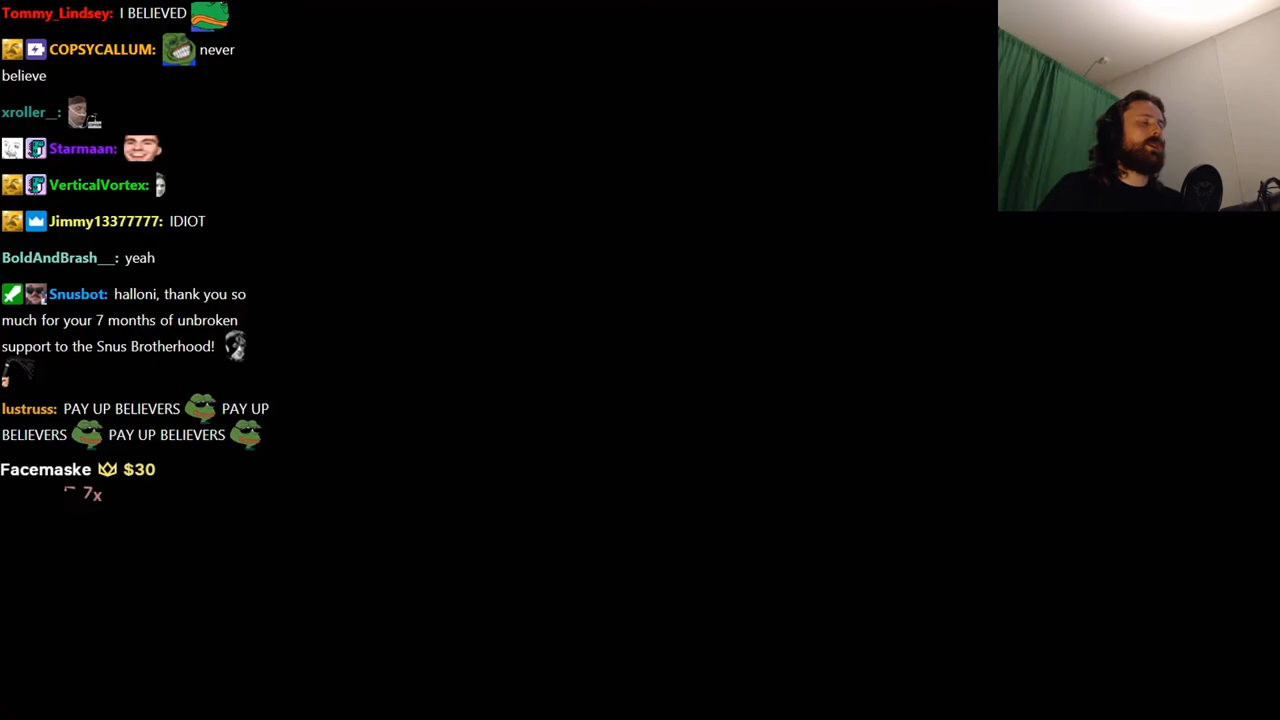 Tommy_Lindsey: I BELIEVED
COPSYCALLUM: never
believe
xroller__:
Starmaan:
VerticalVortex:
Jimmy13377777: IDIOT
BoldAndBrash__: yeah
Snusbot: halloni, thank you so
much for your 7 months of unbroken
support to the Snus Brotherhood!
lustruss: PAY UP BELIEVERS PAY UP
BELIEVERS PAY UP BELIEVERS
Facemaske $30
7x